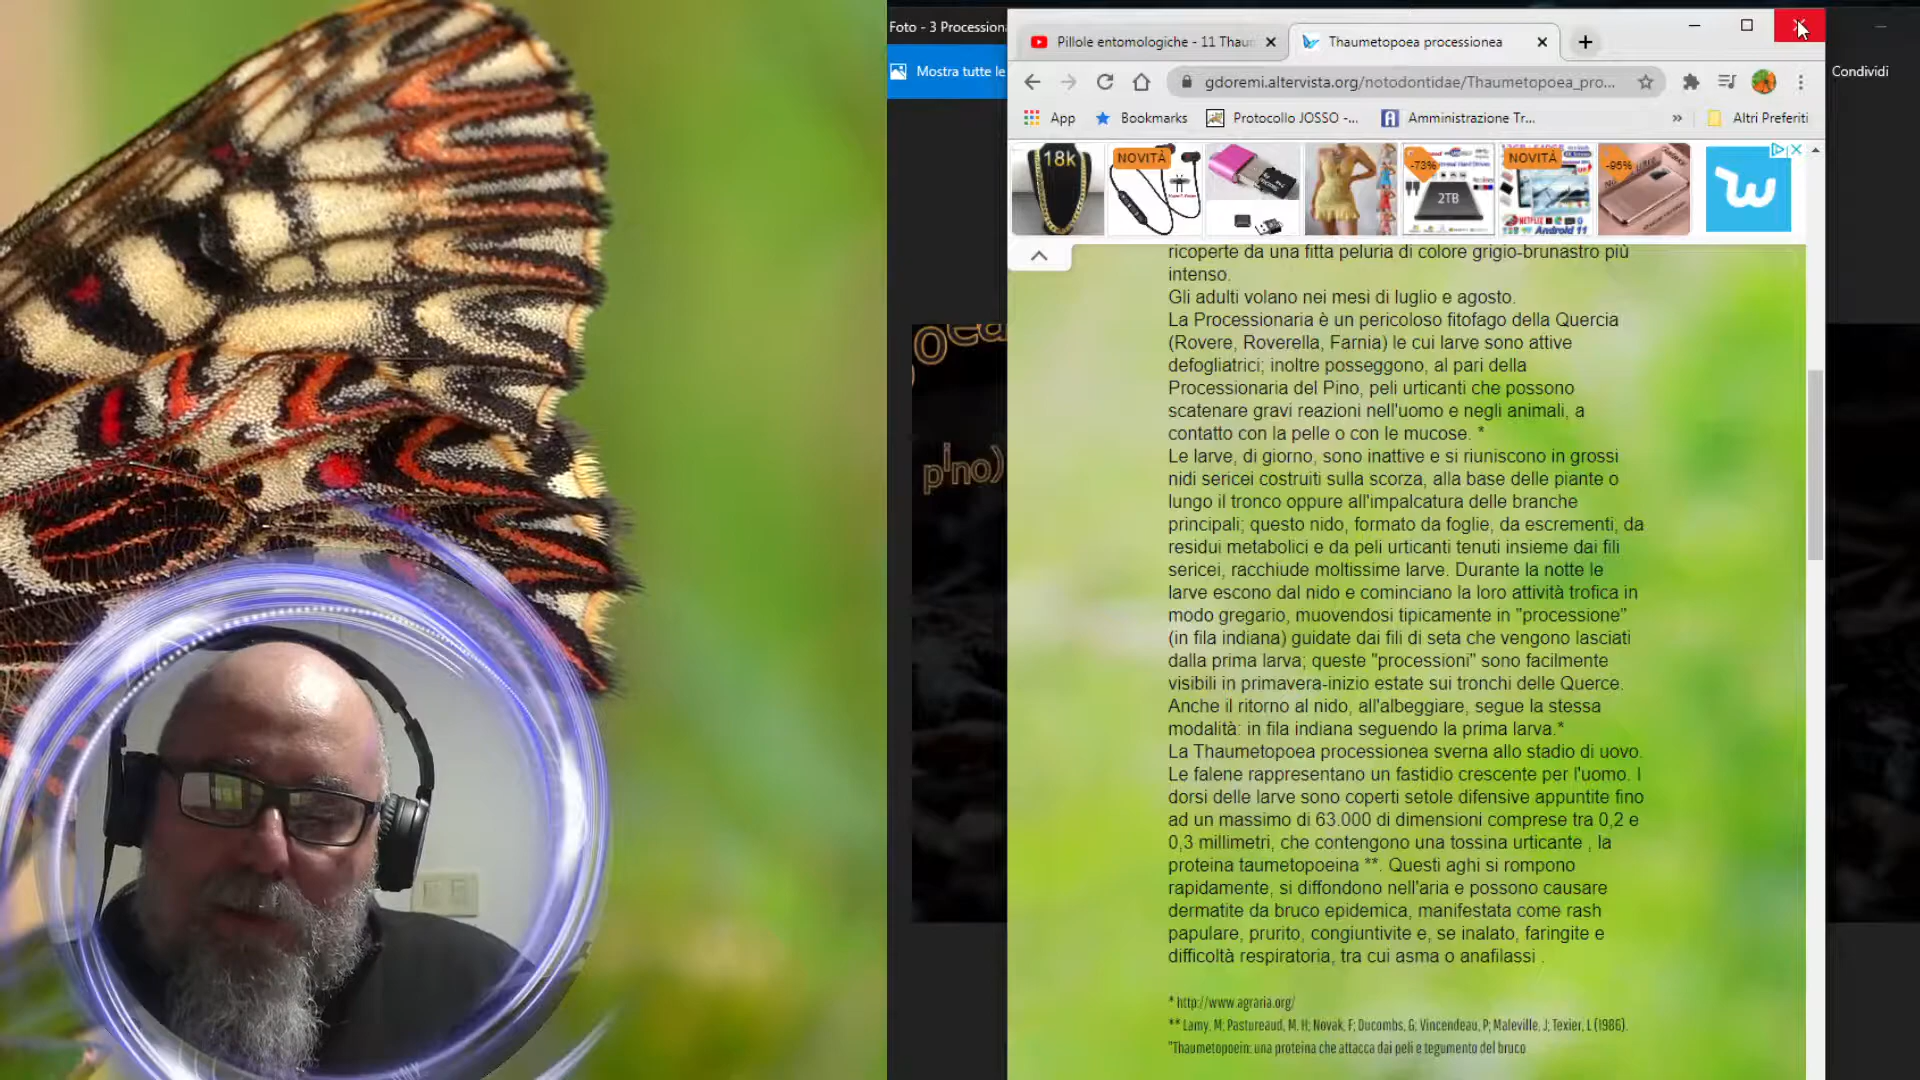 Foto - 3 Procession
Mostra tutte le
Condividi
Pillole entomologiche - 11 Thau
Thaumetopoea processionea
gdoremi.altervista.org/notodontidae/Thaumetopoea_pro...
App
Bookmarks
Protocollo JOSSO -...
Amministrazione Tr...
»
Altri Preferiti
18k
NOVITÀ
-73%
2TB
NOVITÀ
NETFLIX
Android 11
-95%
pino)
ricoperte da una fitta peluria di colore grigio-brunastro più
intenso.
Gli adulti volano nei mesi di luglio e agosto.
La Processionaria è un pericoloso fitofago della Quercia
(Rovere, Roverella, Farnia) le cui larve sono attive
defogliatrici; inoltre posseggono, al pari della
Processionaria del Pino, peli urticanti che possono
scatenare gravi reazioni nell'uomo e negli animali, a
contatto con la pelle o con le mucose. *
Le larve, di giorno, sono inattive e si riuniscono in grossi
nidi sericei costruiti sulla scorza, alla base delle piante o
lungo il tronco oppure all'impalcatura delle branche
principali; questo nido, formato da foglie, da escrementi, da
residui metabolici e da peli urticanti tenuti insieme dai fili
sericei, racchiude moltissime larve. Durante la notte le
larve escono dal nido e cominciano la loro attività trofica in
modo gregario, muovendosi tipicamente in "processione"
(in fila indiana) guidate dai fili di seta che vengono lasciati
dalla prima larva; queste "processioni" sono facilmente
visibili in primavera-inizio estate sui tronchi delle Querce.
Anche il ritorno al nido, all'albeggiare, segue la stessa
modalità: in fila indiana seguendo la prima larva.*
La Thaumetopoea processionea sverna allo stadio di uovo.
Le falene rappresentano un fastidio crescente per l'uomo. I
dorsi delle larve sono coperti setole difensive appuntite fino
ad un massimo di 63.000 di dimensioni comprese tra 0,2 e
0,3 millimetri, che contengono una tossina urticante , la
proteina taumetopoeina **. Questi aghi si rompono
rapidamente, si diffondono nell'aria e possono causare
dermatite da bruco epidemica, manifestata come rash
papulare, prurito, congiuntivite e, se inalato, faringite e
difficoltà respiratoria, tra cui asma o anafilassi .
* http://www.agraria.org/
** Lamy, M; Pastureaud, M. H; Novak, F; Ducombs, G; Vincendeau, P; Maleville, J; Texier, L (1986).
"Thaumetopoein: una proteina che attacca dai peli e tegumento del bruco